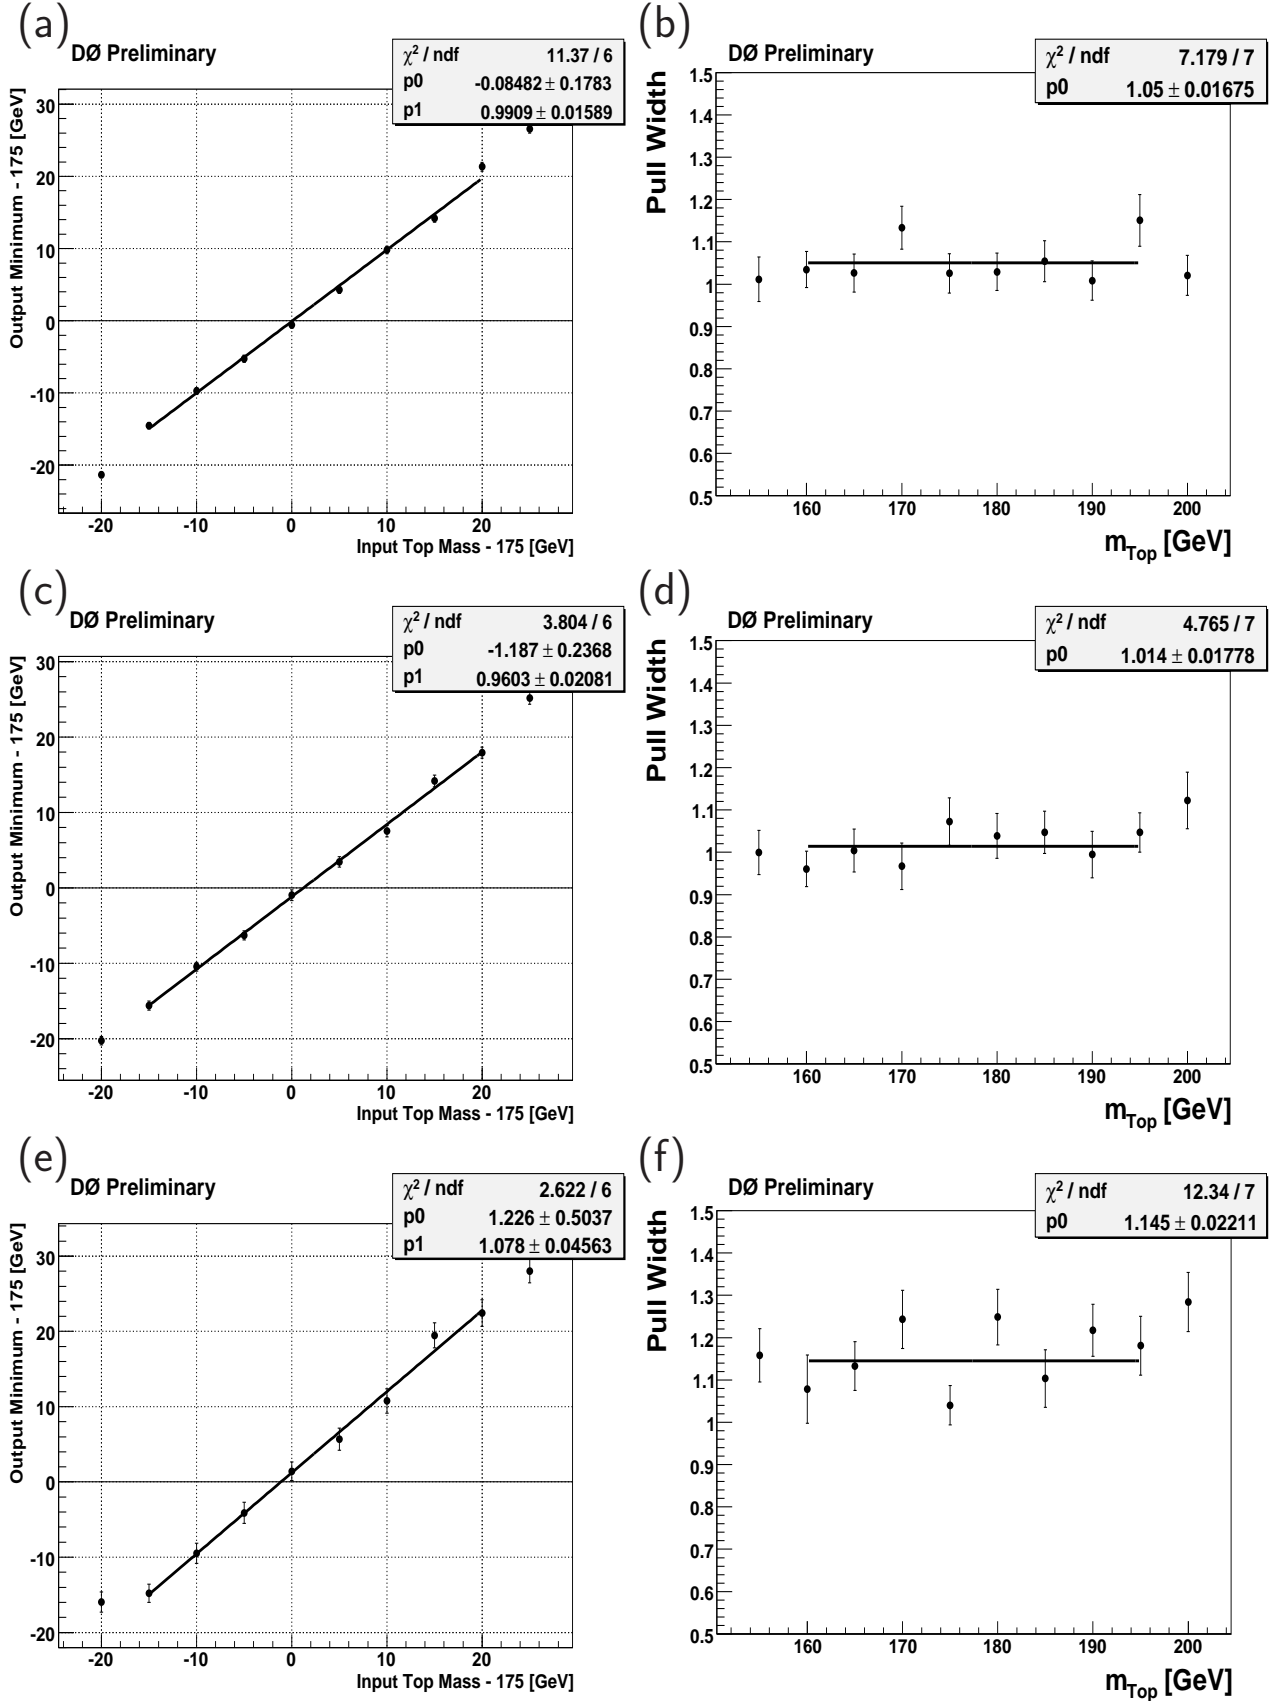 (a)
DØ Preliminary
χ² / ndf 11.37 / 6
p0 -0.08482 ± 0.1783
p1 0.9909 ± 0.01589
Output Minimum - 175 [GeV]
30
20
10
0
-10
-20
-20 -10 0 10 20
Input Top Mass - 175 [GeV]
(b)
DØ Preliminary
χ² / ndf 7.179 / 7
p0 1.05 ± 0.01675
Pull Width
1.5
1.4
1.3
1.2
1.1
1
0.9
0.8
0.7
0.6
0.5
160 170 180 190 200
m_Top [GeV]
(c)
DØ Preliminary
χ² / ndf 3.804 / 6
p0 -1.187 ± 0.2368
p1 0.9603 ± 0.02081
Output Minimum - 175 [GeV]
30
20
10
0
-10
-20
-20 -10 0 10 20
Input Top Mass - 175 [GeV]
(d)
DØ Preliminary
χ² / ndf 4.765 / 7
p0 1.014 ± 0.01778
Pull Width
1.5
1.4
1.3
1.2
1.1
1
0.9
0.8
0.7
0.6
0.5
160 170 180 190 200
m_Top [GeV]
(e)
DØ Preliminary
χ² / ndf 2.622 / 6
p0 1.226 ± 0.5037
p1 1.078 ± 0.04563
Output Minimum - 175 [GeV]
30
20
10
0
-10
-20
-20 -10 0 10 20
Input Top Mass - 175 [GeV]
(f)
DØ Preliminary
χ² / ndf 12.34 / 7
p0 1.145 ± 0.02211
Pull Width
1.5
1.4
1.3
1.2
1.1
1
0.9
0.8
0.7
0.6
0.5
160 170 180 190 200
m_Top [GeV]